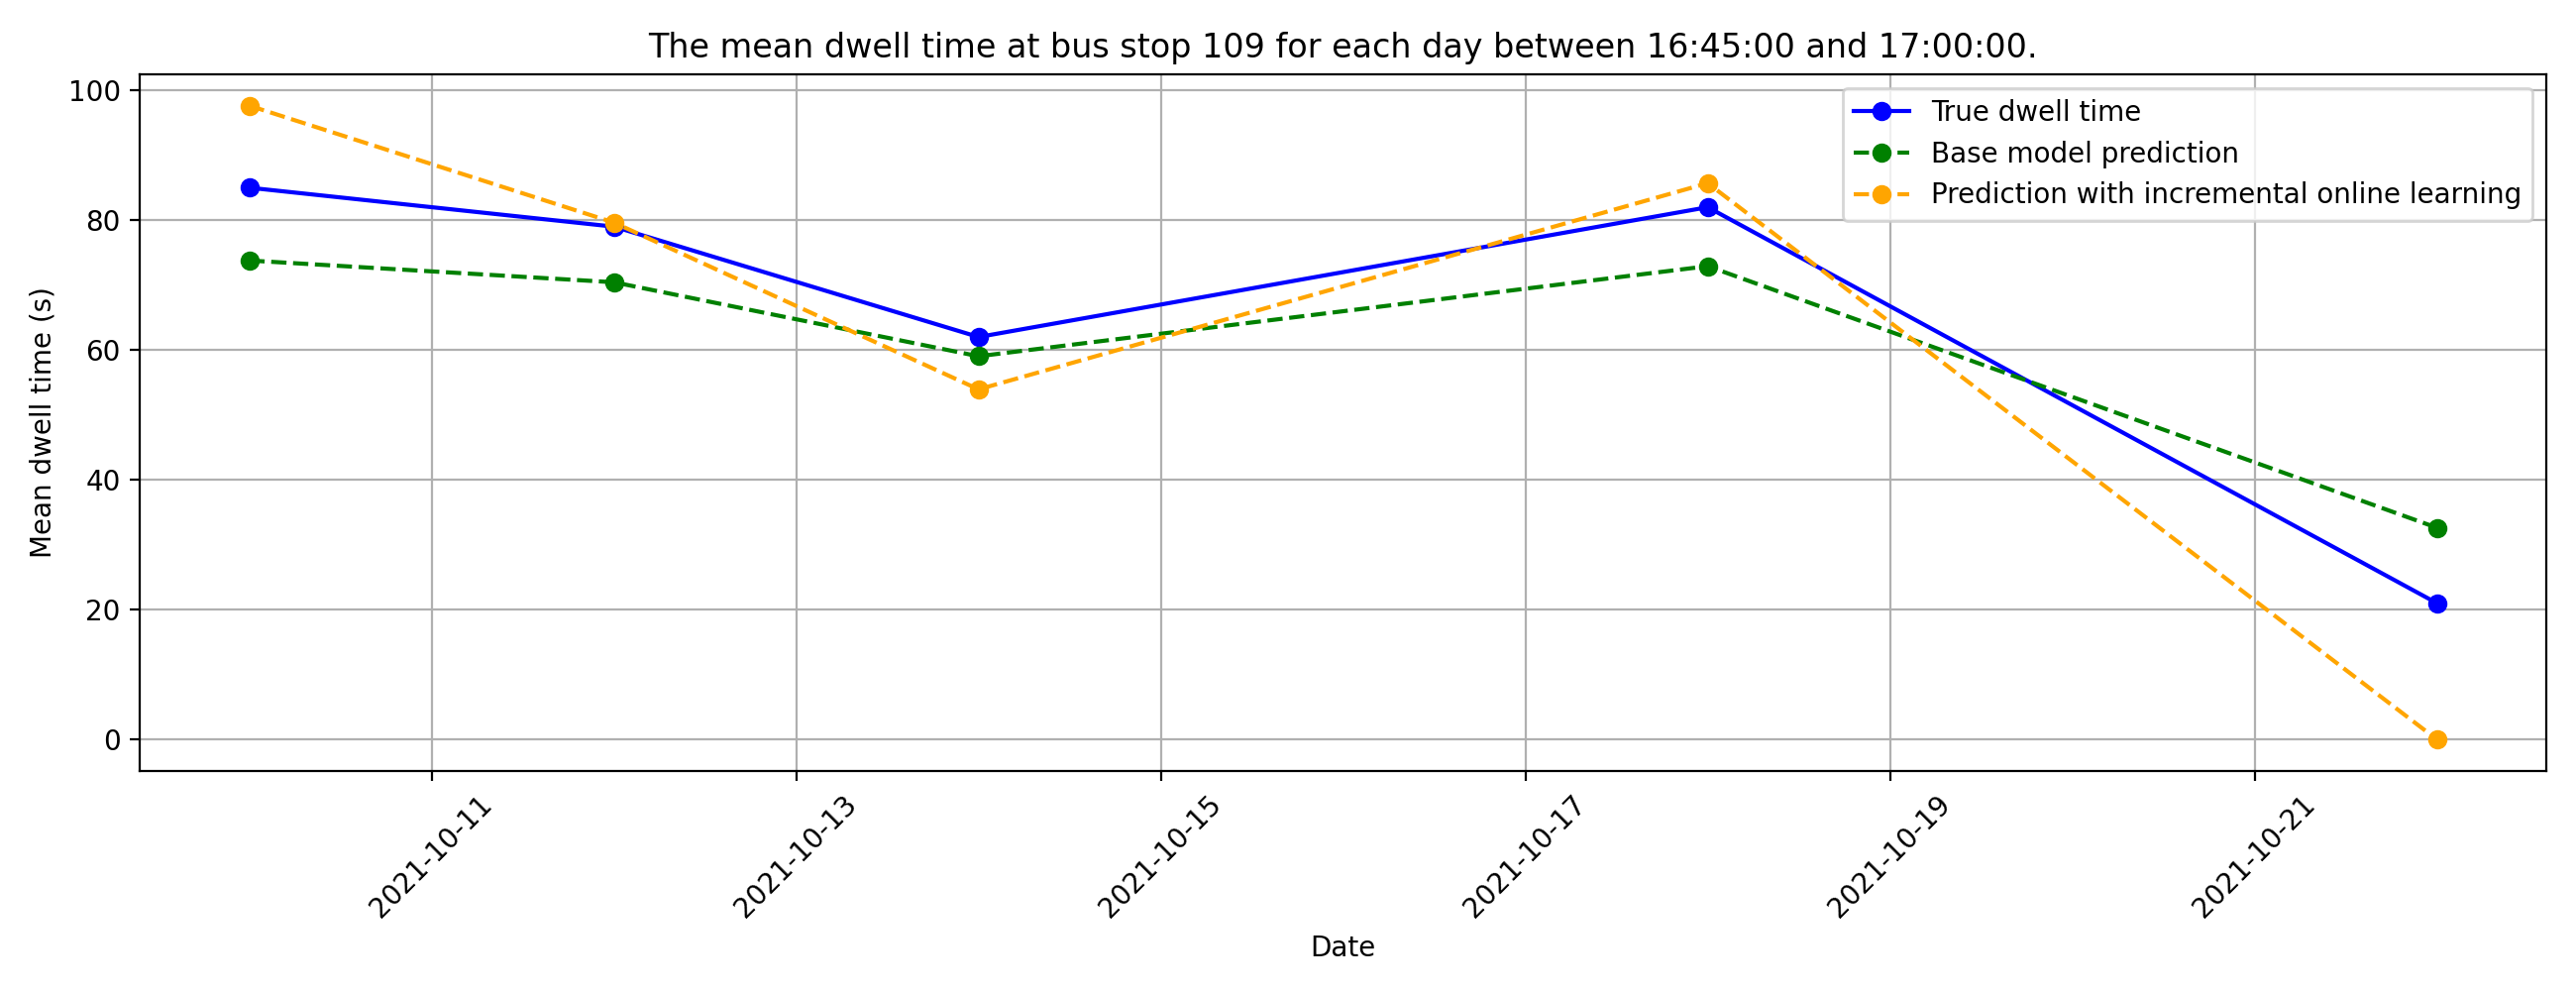 The mean dwell time at bus stop 109 for each day between 16:45:00 and 17:00:00.
True dwell time
Base model prediction
Prediction with incremental online learning
Mean dwell time (s)
100
80
60
40
20
0
2021-10-11
2021-10-13
2021-10-15
2021-10-17
2021-10-19
2021-10-21
Date